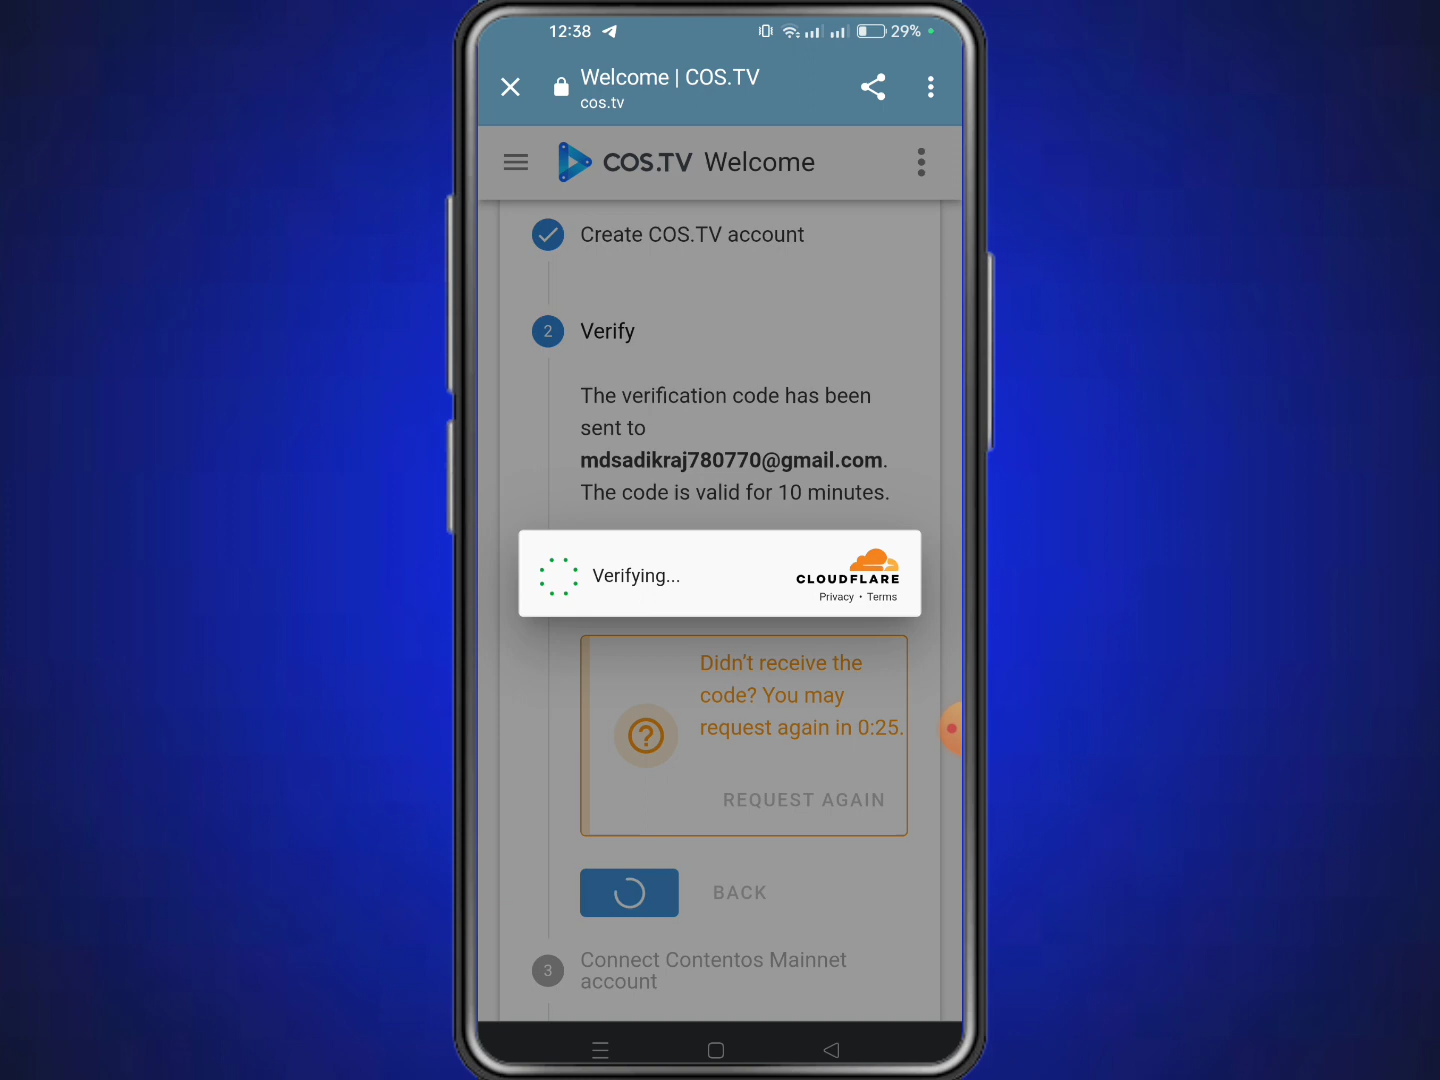 12:38
29%
Welcome | COS.TV
cos.tv
COS.TV Welcome
Create COS.TV account
2 Verify
The verification code has been
sent to
mdsadikraj780770@gmail.com.
The code is valid for 10 minutes.
Verifying...
CLOUDFLARE
Privacy • Terms
Didn't receive the
code? You may
request again in 0:25.
?
REQUEST AGAIN
BACK
3 Connect Contentos Mainnet
account